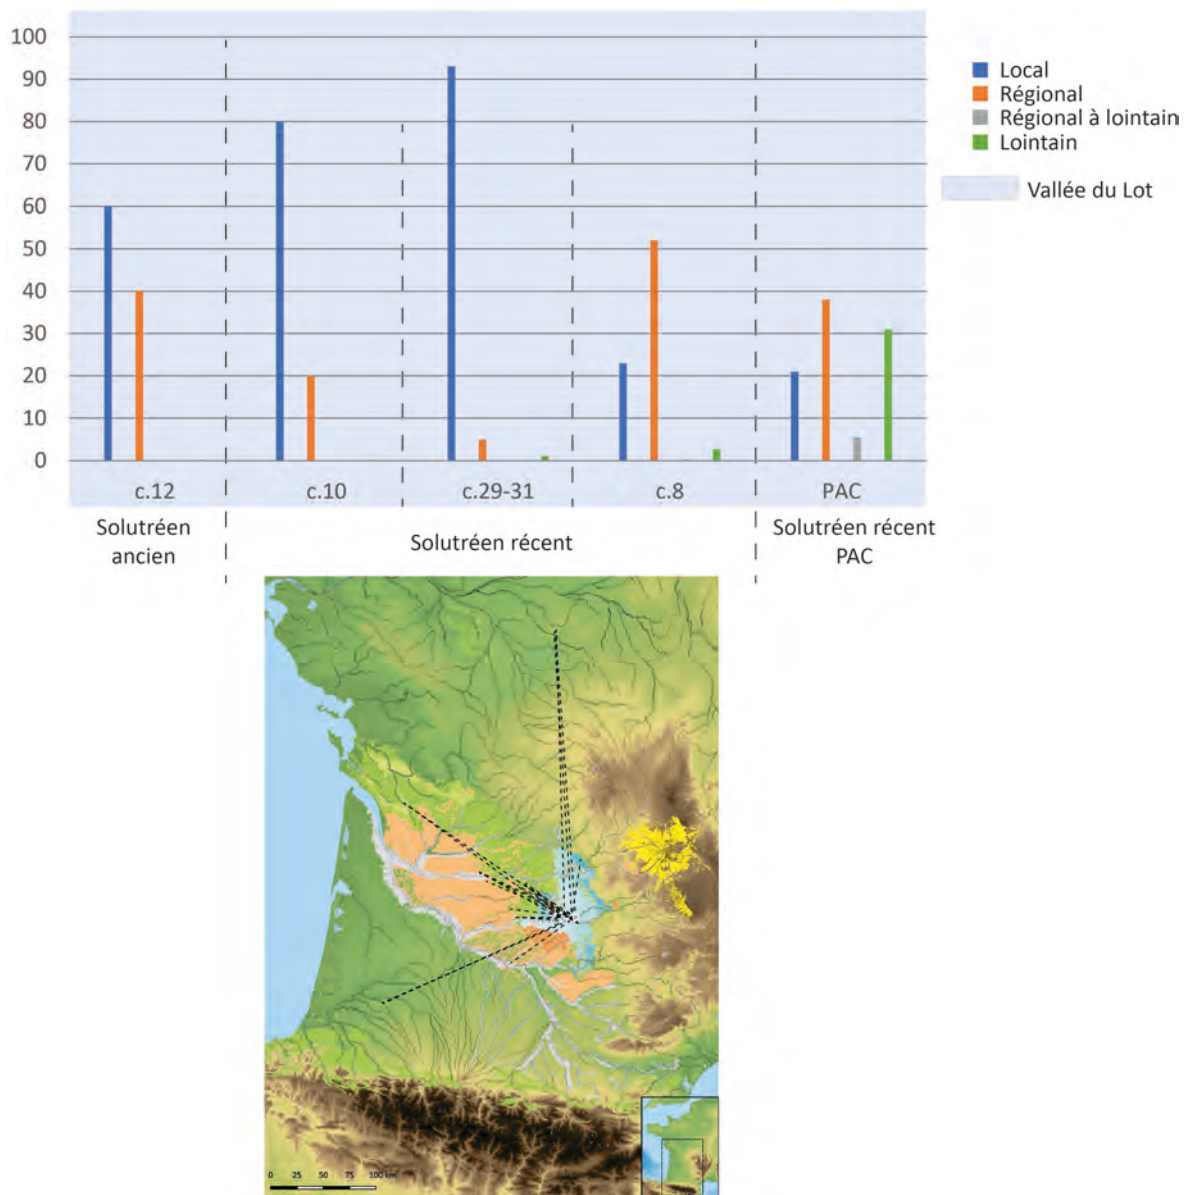 100
90
80
70
60
50
40
30
20
10
0
Local
Régional
Régional à lointain
Lointain
Vallée du Lot
c.12
c.10
c.29-31
c.8
PAC
Solutréen
ancien
Solutréen récent
Solutréen récent
PAC
0 25 50 75 100 km